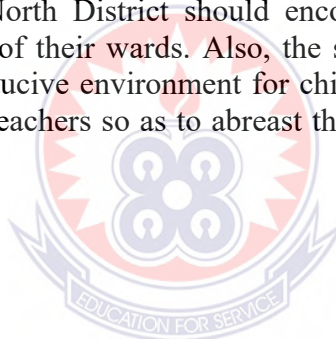 North District should enco
of their wards. Also, the s
ucive environment for chi
eachers so as to abreast th
EDUCATION FOR SERVICE